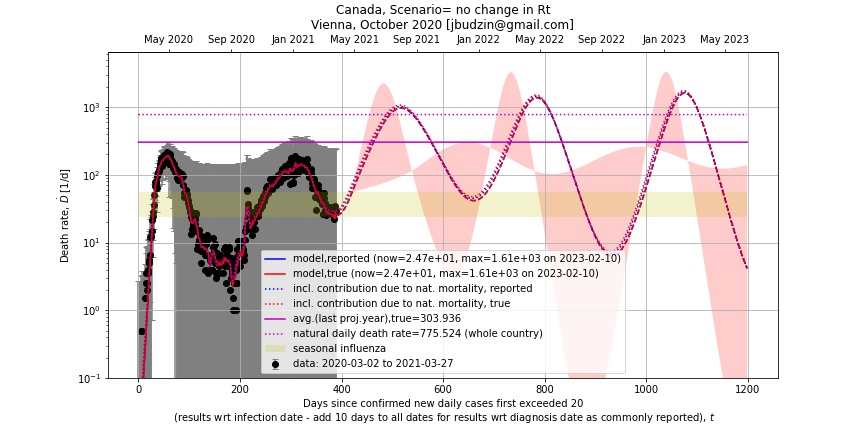 Canada, Scenario= no change in Rt
Vienna, October 2020 [jbudzin@gmail.com]
May 2020 Sep 2020 Jan 2021 May 2021 Sep 2021 Jan 2022 May 2022 Sep 2022 Jan 2023 May 2023
Death rate, D [1/d]
10³
10²
10¹
10⁰
10⁻¹
model,reported (now=2.47e+01, max=1.61e+03 on 2023-02-10)
model,true (now=2.47e+01, max=1.61e+03 on 2023-02-10)
incl. contribution due to nat. mortality, reported
incl. contribution due to nat. mortality, true
avg.(last proj.year),true=303.936
natural daily death rate=775.524 (whole country)
seasonal influenza
data: 2020-03-02 to 2021-03-27
0 200 400 600 800 1000 1200
Days since confirmed new daily cases first exceeded 20
(results wrt infection date - add 10 days to all dates for results wrt diagnosis date as commonly reported), t